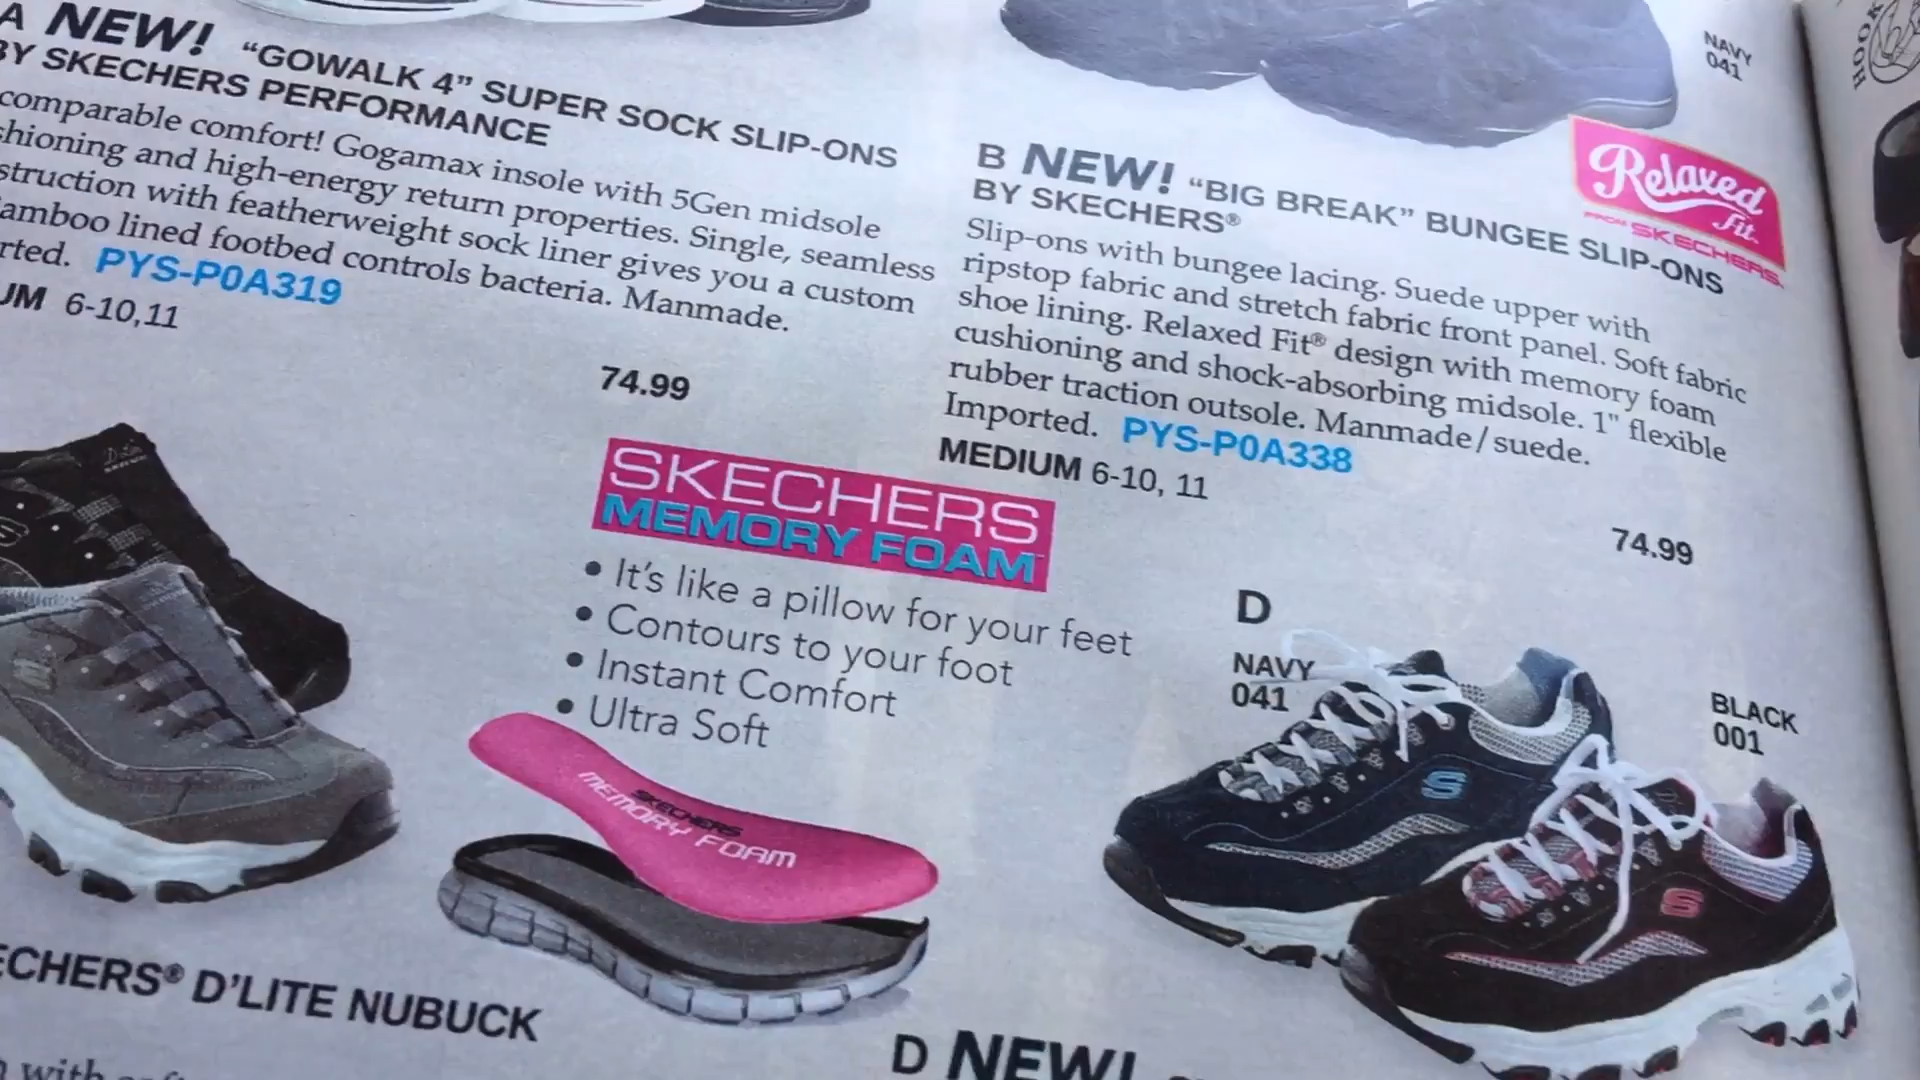 A NEW! “GOWALK 4” SUPER SOCK SLIP-ONS
BY SKECHERS PERFORMANCE
comparable comfort! Gogamax insole with 5Gen midsole
and high-energy return properties. Single, seamless
with featherweight sock liner gives you a custom
lined footbed controls bacteria. Manmade.
PYS-P0A319
6-10,11
74.99
NAVY
041
Relaxed
Fit.
FROM SKECHERS
B NEW! “BIG BREAK” BUNGEE SLIP-ONS
BY SKECHERS®
Slip-ons with bungee lacing. Suede upper with
ripstop fabric and stretch fabric front panel. Soft fabric
shoe lining. Relaxed Fit® design with memory foam
cushioning and shock-absorbing midsole. 1" flexible
rubber traction outsole. Manmade/suede.
Imported. PYS-P0A338
MEDIUM 6-10, 11
74.99
SKECHERS
MEMORY FOAM
• It's like a pillow for your feet
• Contours to your foot
• Instant Comfort
• Ultra Soft
SKECHERS
MEMORY FOAM
D
NAVY
041
BLACK
001
S
S
D'LITE NUBUCK
with
D NEW!
HOOK